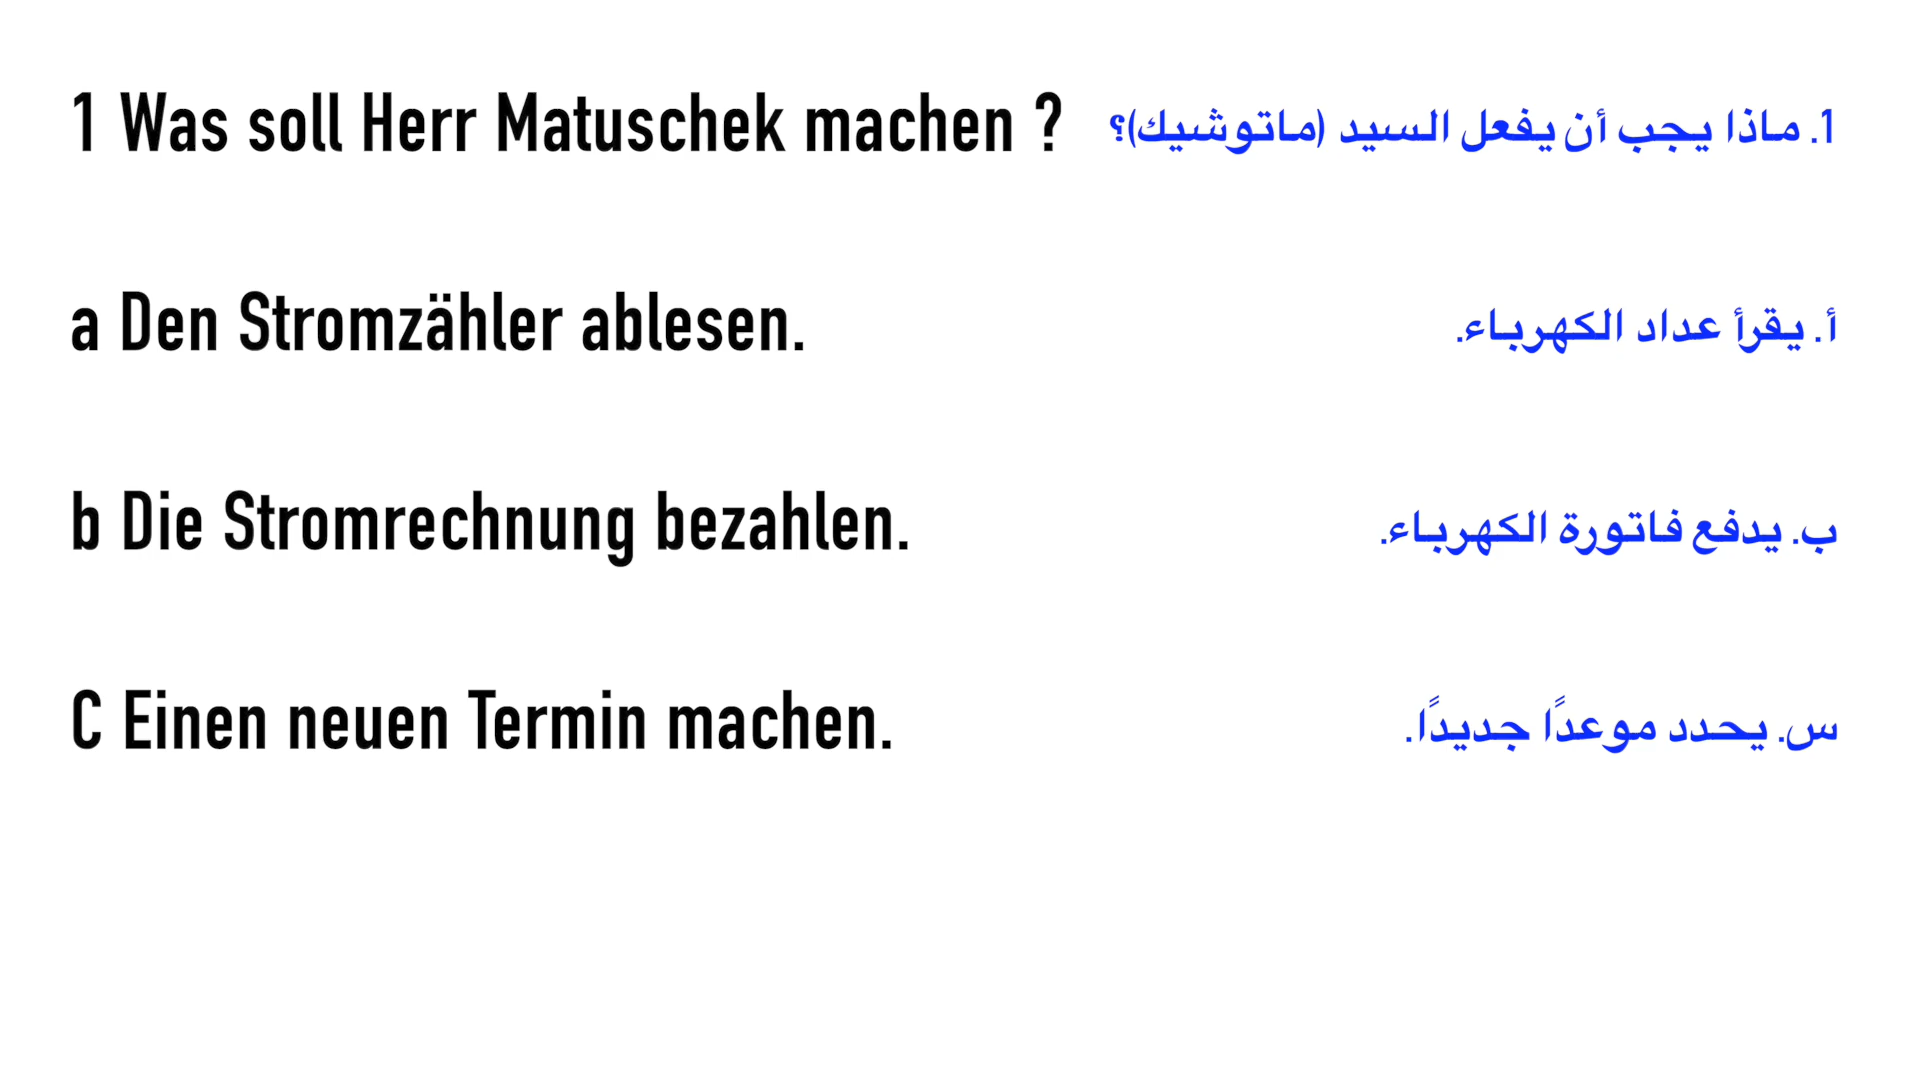 1 Was soll Herr Matuschek machen ?
1. ماذا يجب أن يفعل السيد (ماتوشيك)؟
a Den Stromzähler ablesen.
أ. يقرأ عداد الكهرباء.
b Die Stromrechnung bezahlen.
ب. يدفع فاتورة الكهرباء.
C Einen neuen Termin machen.
س. يحدد موعدًا جديدًا.